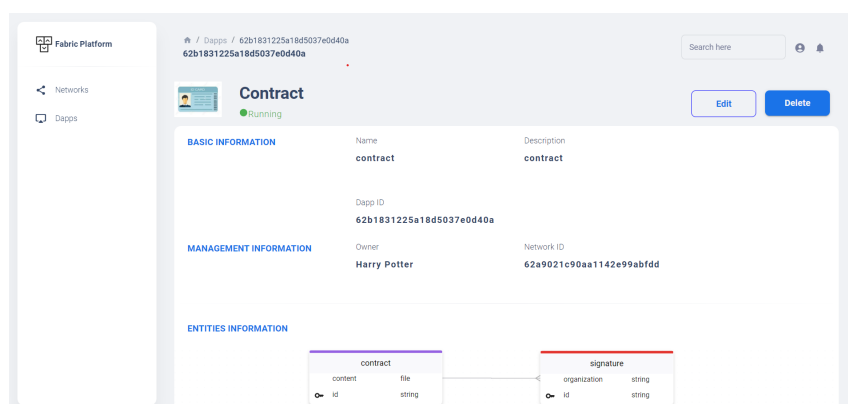 Fabric Platform
/ Dapps / 62b1831225a18d5037e0d40a
62b1831225a18d5037e0d40a
Search here
Networks
Dapps
Contract
Running
Edit
Delete
BASIC INFORMATION
Name
Description
contract
contract
Dapp ID
62b1831225a18d5037e0d40a
MANAGEMENT INFORMATION
Owner
Network ID
Harry Potter
62a9021c90aa1142e99abfdd
ENTITIES INFORMATION
contract
signature
content file
organization string
id string
id string